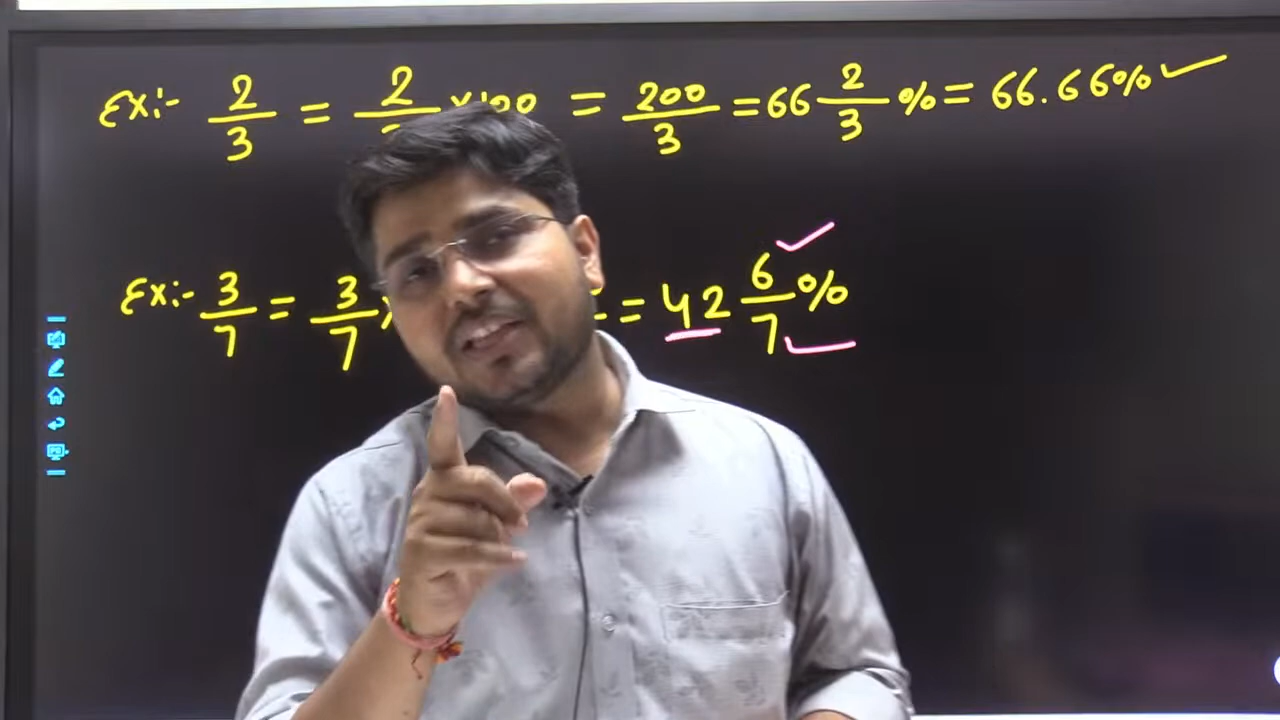 Ex:- 2/3 = 2/ ×100 = 200/3 = 66 2/3 % = 66.66% ✓
Ex:- 3/7 = 3/7 × = 42 6/7 %